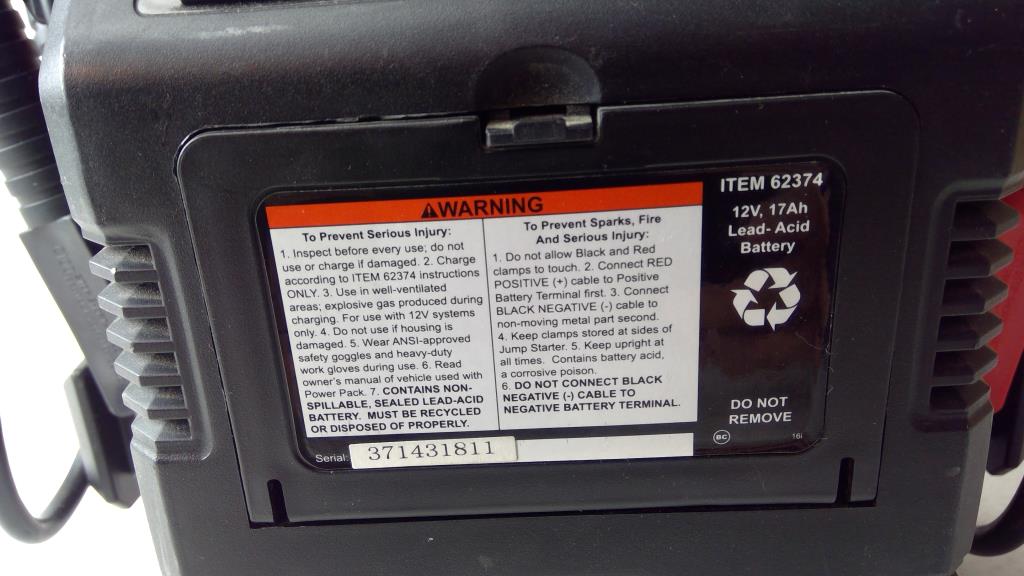 WARNING
To Prevent Serious Injury:
1. Inspect before every use; do not
use or charge if damaged. 2. Charge
according to ITEM 62374 instructions
ONLY. 3. Use in well-ventilated
areas; explosive gas produced during
charging. For use with 12V systems
only. 4. Do not use if housing is
damaged. 5. Wear ANSI-approved
safety goggles and heavy-duty
work gloves during use. 6. Read
owner's manual of vehicle used with
Power Pack. 7. CONTAINS NON-
SPILLABLE, SEALED LEAD-ACID
BATTERY. MUST BE RECYCLED
OR DISPOSED OF PROPERLY.
To Prevent Sparks, Fire
And Serious Injury:
1. Do not allow Black and Red
clamps to touch. 2. Connect RED
POSITIVE (+) cable to Positive
Battery Terminal first. 3. Connect
BLACK NEGATIVE (-) cable to
non-moving metal part second.
4. Keep clamps stored at sides of
Jump Starter. 5. Keep upright at
all times. Contains battery acid,
a corrosive poison.
6. DO NOT CONNECT BLACK
NEGATIVE (-) CABLE TO
NEGATIVE BATTERY TERMINAL.
Serial: 371431811
ITEM 62374
12V, 17Ah
Lead- Acid
Battery
DO NOT
REMOVE
BC 16i